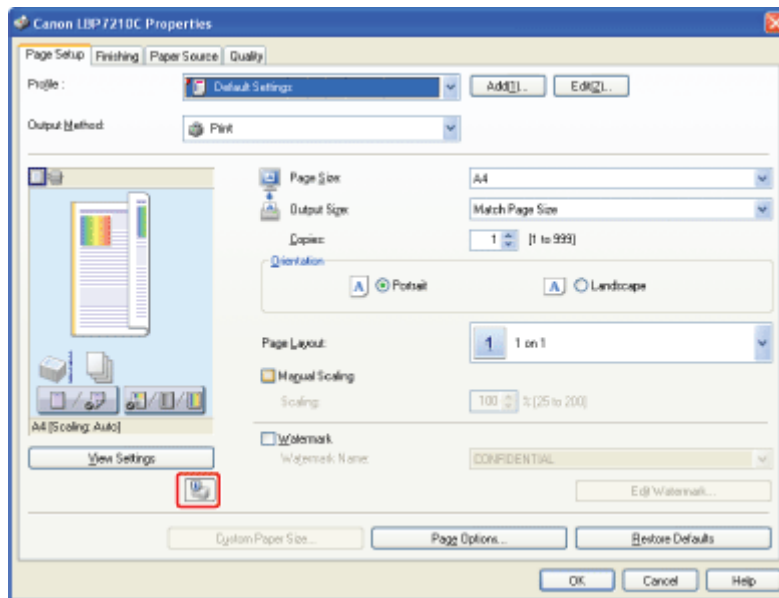 Canon LBP7210C Properties
Page Setup Finishing Paper Source Quality
Profile : Default Settings Add(1)... Edit(2)...
Output Method: Print
Page Size: A4
Output Size: Match Page Size
Copies: 1 [1 to 999]
Orientation
A Portrait A Landscape
Page Layout: 1 1 on 1
Manual Scaling
Scaling: 100 % [25 to 200]
A4 [Scaling: Auto]
Watermark
View Settings Watermark Name: CONFIDENTIAL
Edit Watermark...
Custom Paper Size... Page Options... Restore Defaults
OK Cancel Help